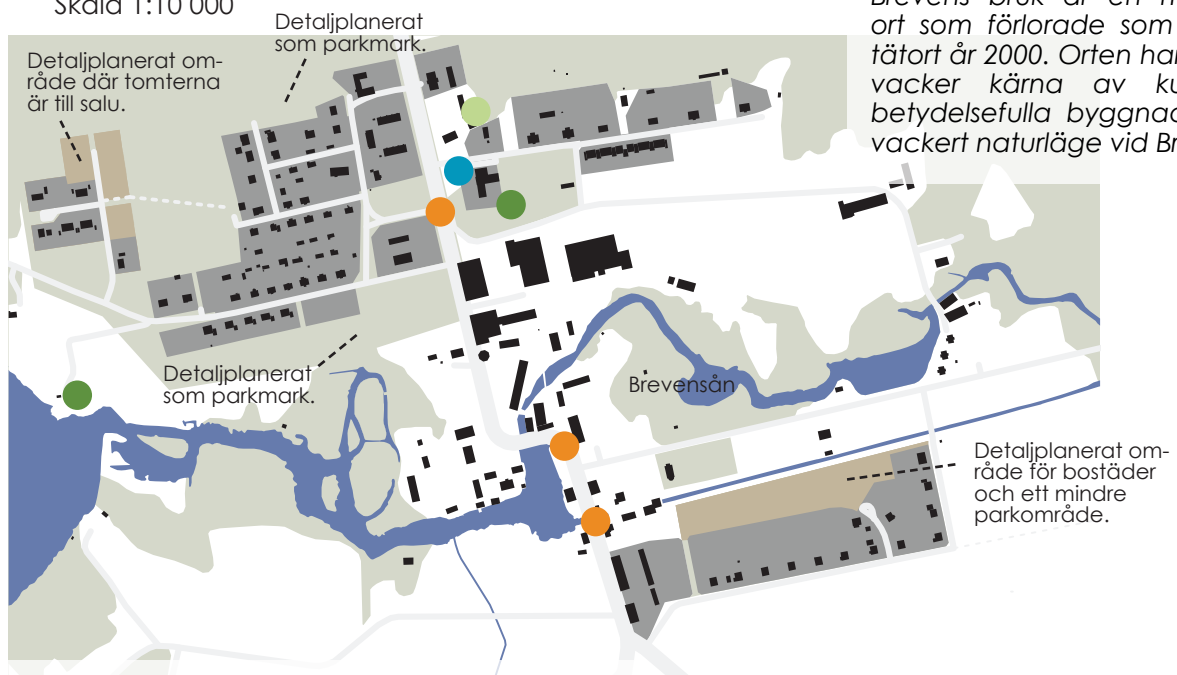 Skala 1:10 000
Detaljplanerat
som parkmark.
Detaljplanerat om-
råde där tomterna
är till salu.
ort som förlorade som
tätort år 2000. Orten har
vacker kärna av ku
betydelsefulla byggnad
vackert naturläge vid Br
Detaljplanerat
som parkmark.
Brevensån
Detaljplanerat om-
råde för bostäder
och ett mindre
parkområde.